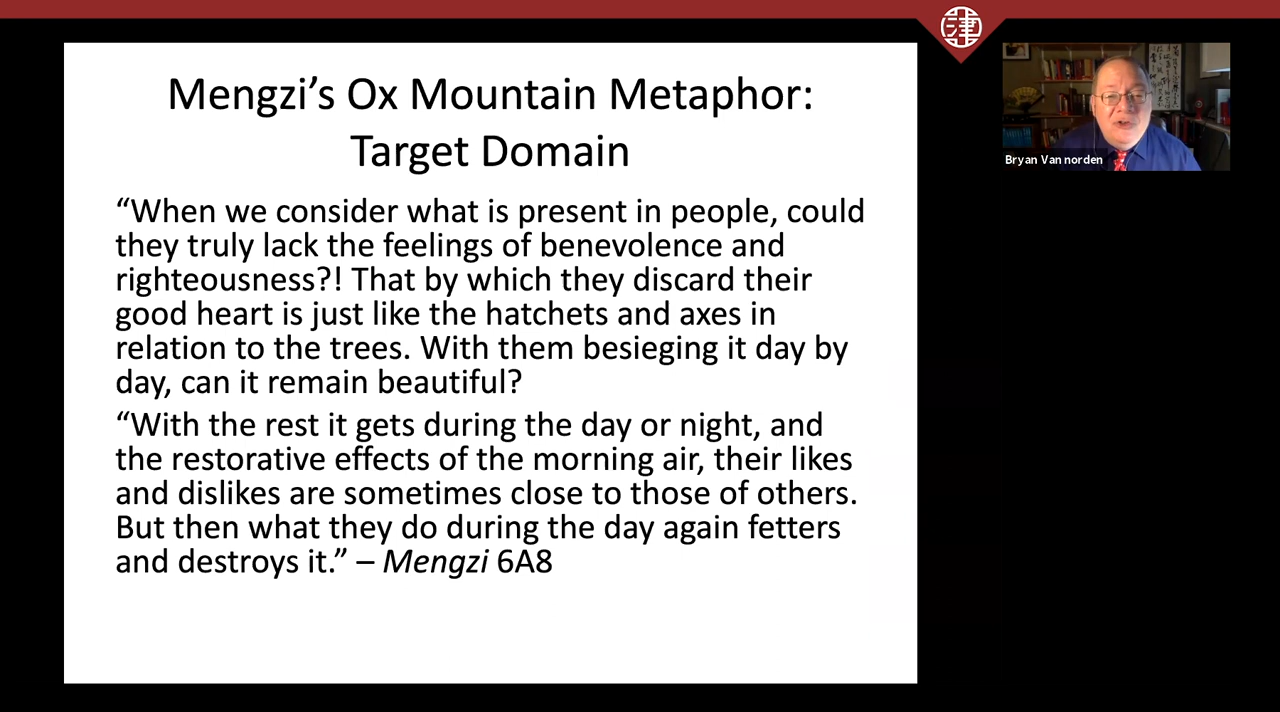 Mengzi’s Ox Mountain Metaphor:
Target Domain
“When we consider what is present in people, could
they truly lack the feelings of benevolence and
righteousness?! That by which they discard their
good heart is just like the hatchets and axes in
relation to the trees. With them besieging it day by
day, can it remain beautiful?
“With the rest it gets during the day or night, and
the restorative effects of the morning air, their likes
and dislikes are sometimes close to those of others.
But then what they do during the day again fetters
and destroys it.” – Mengzi 6A8
Bryan Van norden